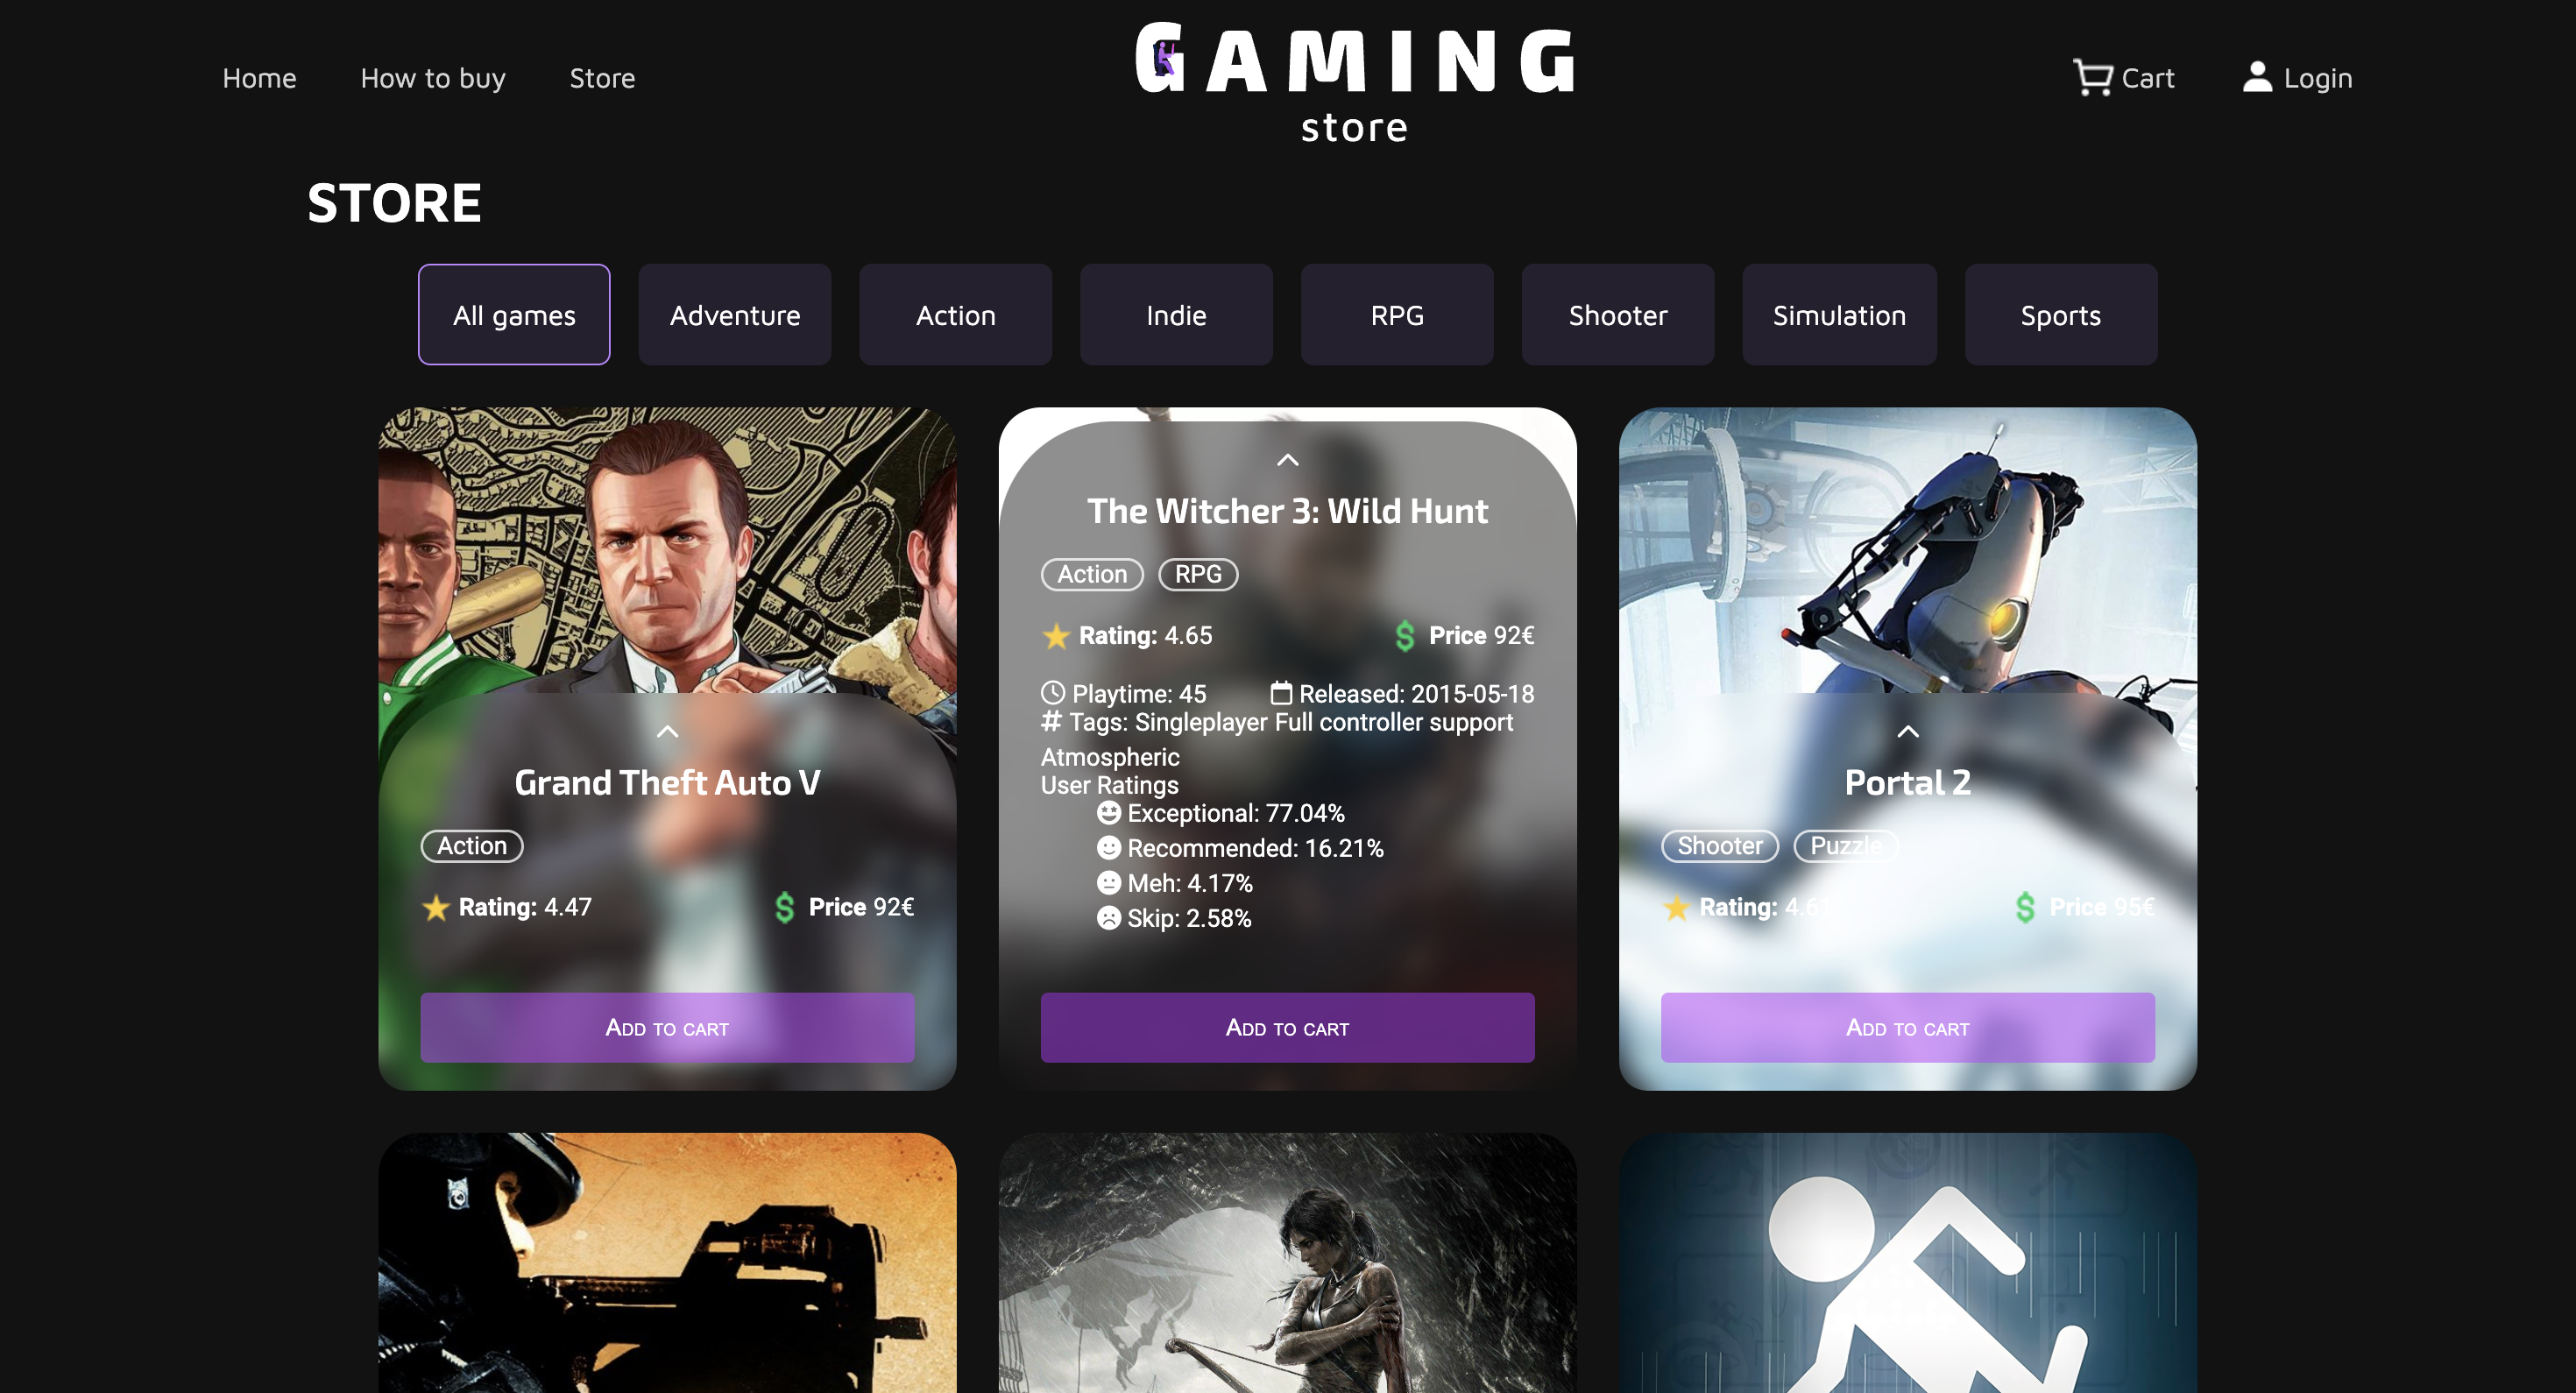 Home How to buy Store
GAMING
store
Cart Login
STORE
All games Adventure Action Indie RPG Shooter Simulation Sports
Grand Theft Auto V
Action
Rating: 4.47 $ Price 92€
ADD TO CART
The Witcher 3: Wild Hunt
Action RPG
Rating: 4.65 $ Price 92€
Playtime: 45 Released: 2015-05-18
# Tags: Singleplayer Full controller support
Atmospheric
User Ratings
Exceptional: 77.04%
Recommended: 16.21%
Meh: 4.17%
Skip: 2.58%
ADD TO CART
Portal 2
Shooter Puzzle
Rating: 4.61 $ Price 95€
ADD TO CART